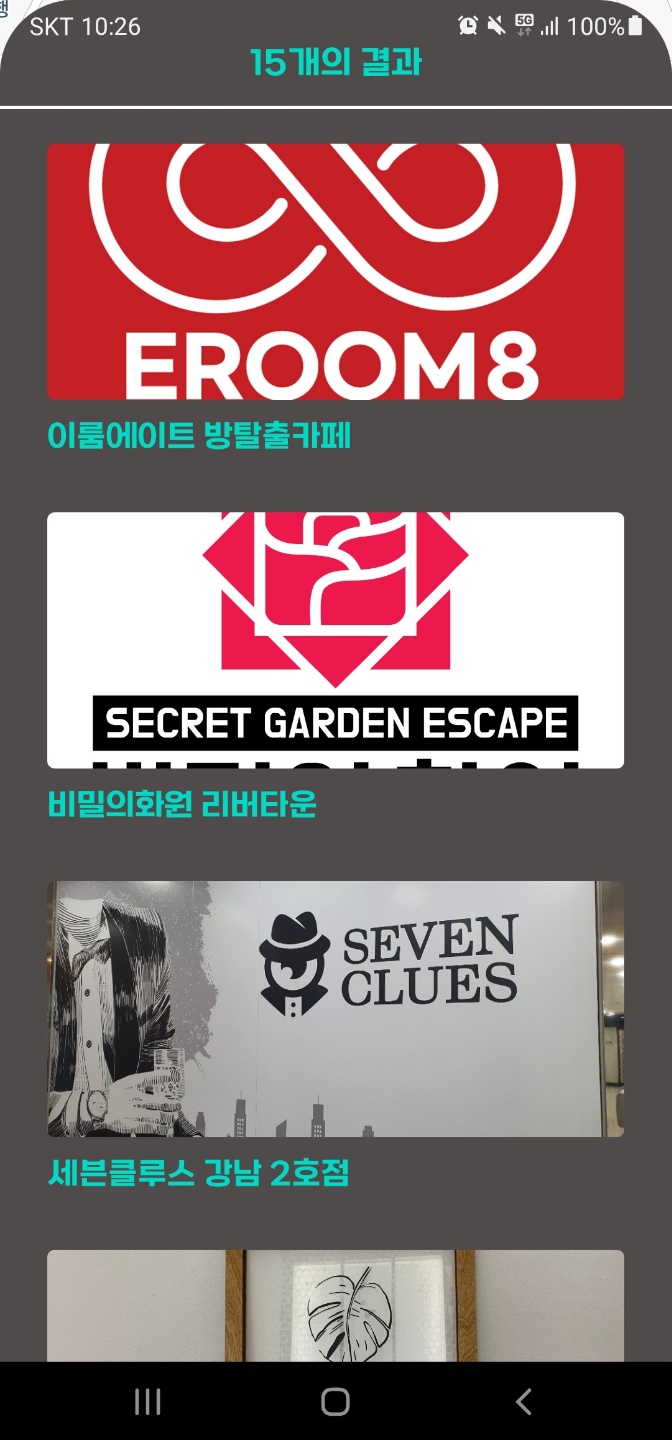 행
SKT 10:26
5G
100%
15개의 결과
EROOM8
이룸에이트 방탈출카페
SECRET GARDEN ESCAPE
비밀의화원 리버타운
SEVEN
CLUES
세븐클루스 강남 2호점